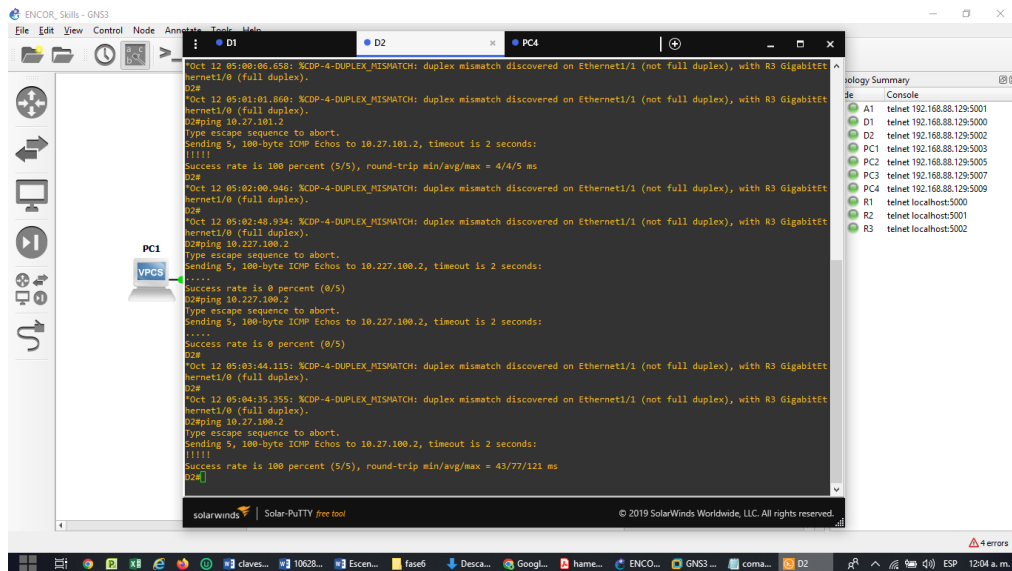 ENCOR_Skills - GNS3
File Edit View Control Node Annotate Tools Help
D1
D2
PC4
*Oct 12 05:00:06.658: %CDP-4-DUPLEX_MISMATCH: duplex mismatch discovered on Ethernet1/1 (not full duplex), with R3 GigabitEt
hernet1/0 (full duplex).
D2#
*Oct 12 05:01:01.860: %CDP-4-DUPLEX_MISMATCH: duplex mismatch discovered on Ethernet1/1 (not full duplex), with R3 GigabitEt
hernet1/0 (full duplex).
D2#ping 10.27.101.2
Type escape sequence to abort.
Sending 5, 100-byte ICMP Echos to 10.27.101.2, timeout is 2 seconds:
!!!!!
Success rate is 100 percent (5/5), round-trip min/avg/max = 4/4/5 ms
D2#
*Oct 12 05:02:00.946: %CDP-4-DUPLEX_MISMATCH: duplex mismatch discovered on Ethernet1/1 (not full duplex), with R3 GigabitEt
hernet1/0 (full duplex).
D2#
*Oct 12 05:02:48.934: %CDP-4-DUPLEX_MISMATCH: duplex mismatch discovered on Ethernet1/1 (not full duplex), with R3 GigabitEt
hernet1/0 (full duplex).
D2#ping 10.227.100.2
Type escape sequence to abort.
Sending 5, 100-byte ICMP Echos to 10.227.100.2, timeout is 2 seconds:
.....
Success rate is 0 percent (0/5)
D2#ping 10.227.100.2
Type escape sequence to abort.
Sending 5, 100-byte ICMP Echos to 10.227.100.2, timeout is 2 seconds:
.....
Success rate is 0 percent (0/5)
D2#
*Oct 12 05:03:44.115: %CDP-4-DUPLEX_MISMATCH: duplex mismatch discovered on Ethernet1/1 (not full duplex), with R3 GigabitEt
hernet1/0 (full duplex).
D2#
*Oct 12 05:04:35.355: %CDP-4-DUPLEX_MISMATCH: duplex mismatch discovered on Ethernet1/1 (not full duplex), with R3 GigabitEt
hernet1/0 (full duplex).
D2#ping 10.27.100.2
Type escape sequence to abort.
Sending 5, 100-byte ICMP Echos to 10.27.100.2, timeout is 2 seconds:
!!!!!
Success rate is 100 percent (5/5), round-trip min/avg/max = 43/77/121 ms
D2#
solarwinds Solar-PuTTY free tool © 2019 SolarWinds Worldwide, LLC. All rights reserved.
PC1
VPCS
pology Summary
de Console
A1 telnet 192.168.88.129:5001
D1 telnet 192.168.88.129:5000
D2 telnet 192.168.88.129:5002
PC1 telnet 192.168.88.129:5003
PC2 telnet 192.168.88.129:5005
PC3 telnet 192.168.88.129:5007
PC4 telnet 192.168.88.129:5009
R1 telnet localhost:5000
R2 telnet localhost:5001
R3 telnet localhost:5002
4 errors
claves... 10628... Escen... fase6 Desca... Googl... hame... ENCO... GNS3 ... coma... D2 ESP 12:04 a. m.